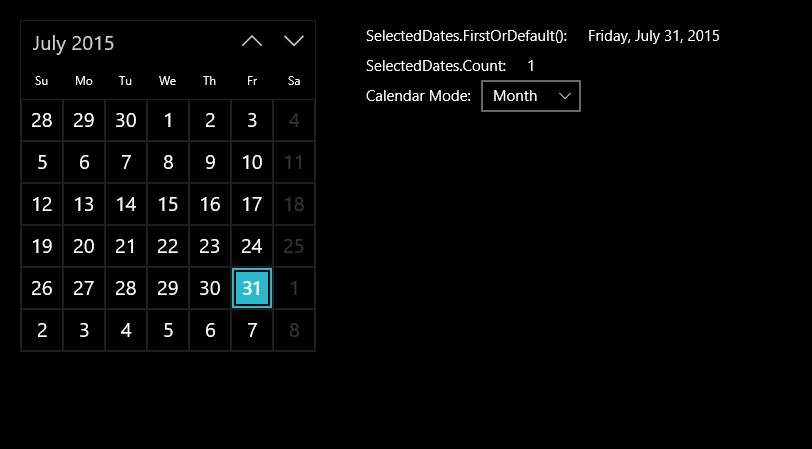 July 2015
Su Mo Tu We Th Fr Sa
28 29 30 1 2 3 4
5 6 7 8 9 10 11
12 13 14 15 16 17 18
19 20 21 22 23 24 25
26 27 28 29 30 31 1
2 3 4 5 6 7 8
SelectedDates.FirstOrDefault(): Friday, July 31, 2015
SelectedDates.Count: 1
Calendar Mode: Month